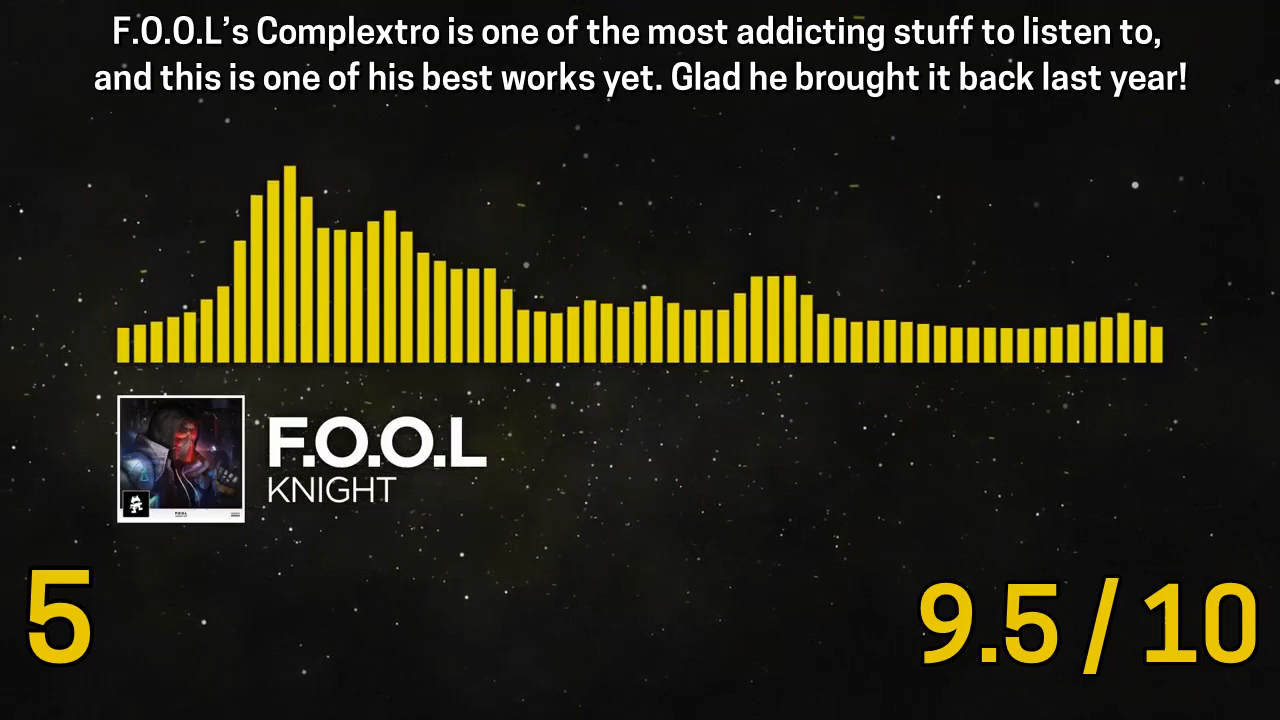 F.O.O.L’s Complextro is one of the most addicting stuff to listen to,
and this is one of his best works yet. Glad he brought it back last year!
F.O.O.L
KNIGHT
5
9.5 / 10